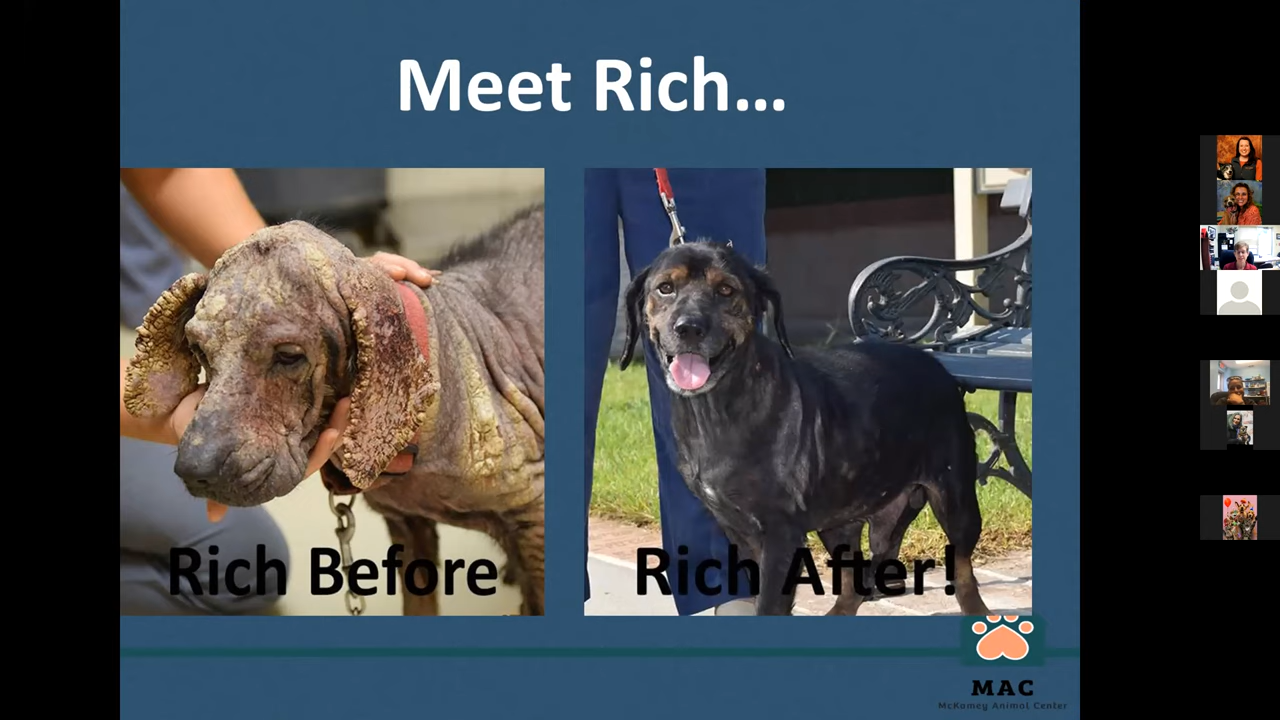 Meet Rich...
Rich Before
Rich After!
MAC
McKamey Animal Center